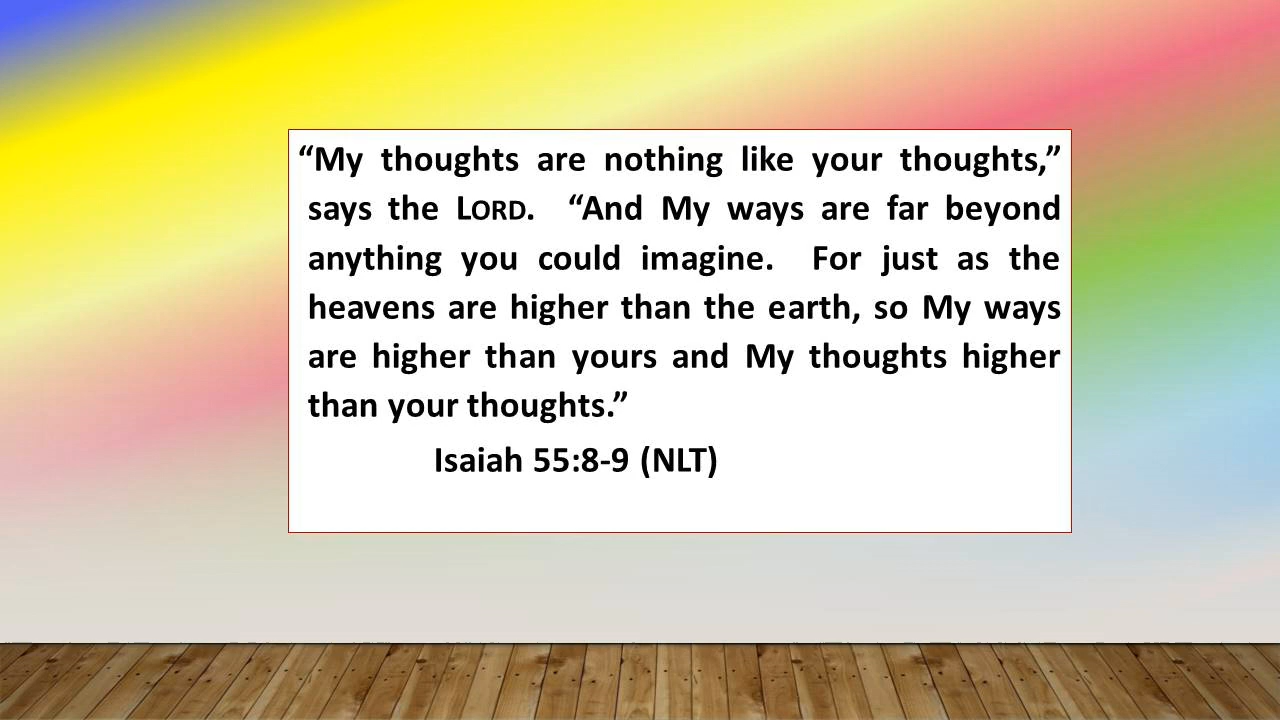 “My thoughts are nothing like your thoughts,”
says the LORD.  “And My ways are far beyond
anything you could imagine.  For just as the
heavens are higher than the earth, so My ways
are higher than yours and My thoughts higher
than your thoughts.”
Isaiah 55:8-9 (NLT)